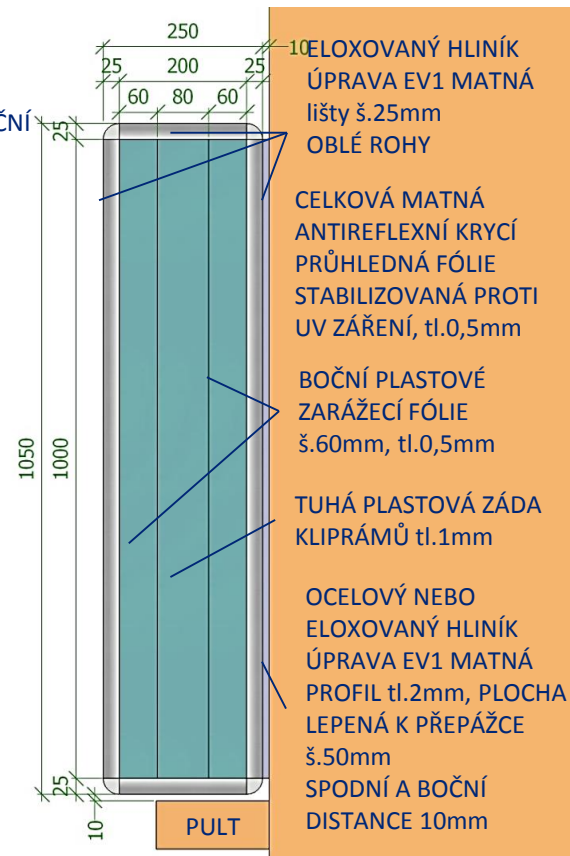 250
10
25 200 25
60 80 60
ČNÍ
25
1050
1000
25
10
PULT
ELOXOVANÝ HLINÍK
ÚPRAVA EV1 MATNÁ
lišty š.25mm
OBLÉ ROHY
CELKOVÁ MATNÁ
ANTIREFLEXNÍ KRYCÍ
PRŮHLEDNÁ FÓLIE
STABILIZOVANÁ PROTI
UV ZÁŘENÍ, tl.0,5mm
BOČNÍ PLASTOVÉ
ZARÁŽECÍ FÓLIE
š.60mm, tl.0,5mm
TUHÁ PLASTOVÁ ZÁDA
KLIPRÁMŮ tl.1mm
OCELOVÝ NEBO
ELOXOVANÝ HLINÍK
ÚPRAVA EV1 MATNÁ
PROFIL tl.2mm, PLOCHA
LEPENÁ K PŘEPÁŽCE
š.50mm
SPODNÍ A BOČNÍ
DISTANCE 10mm